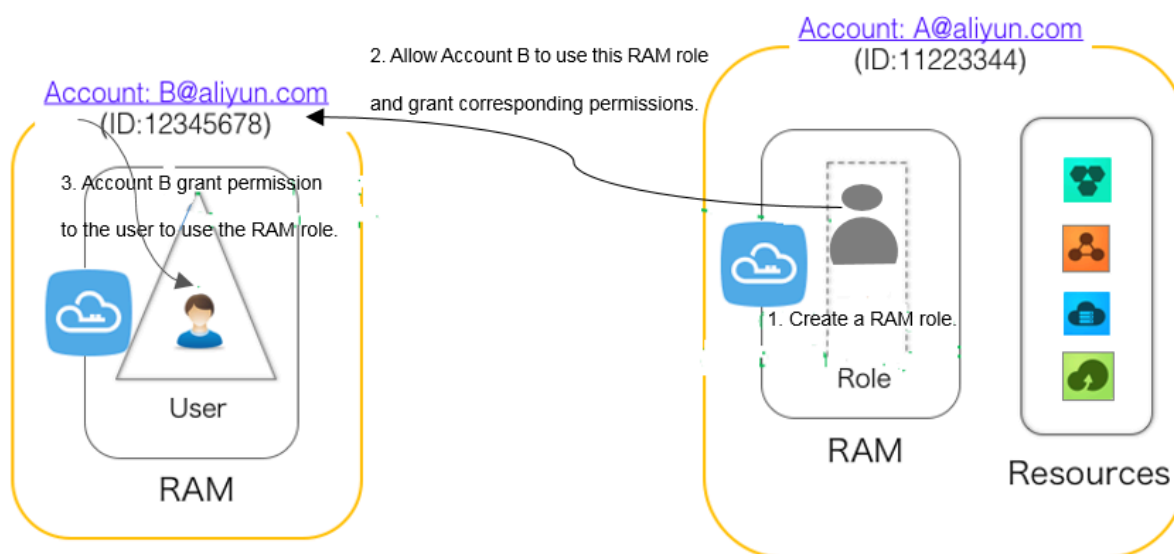 Account: A@aliyun.com
(ID:11223344)
2. Allow Account B to use this RAM role
and grant corresponding permissions.
Account: B@aliyun.com
(ID:12345678)
3. Account B grant permission
to the user to use the RAM role.
User
RAM
1. Create a RAM role.
Role
RAM
Resources